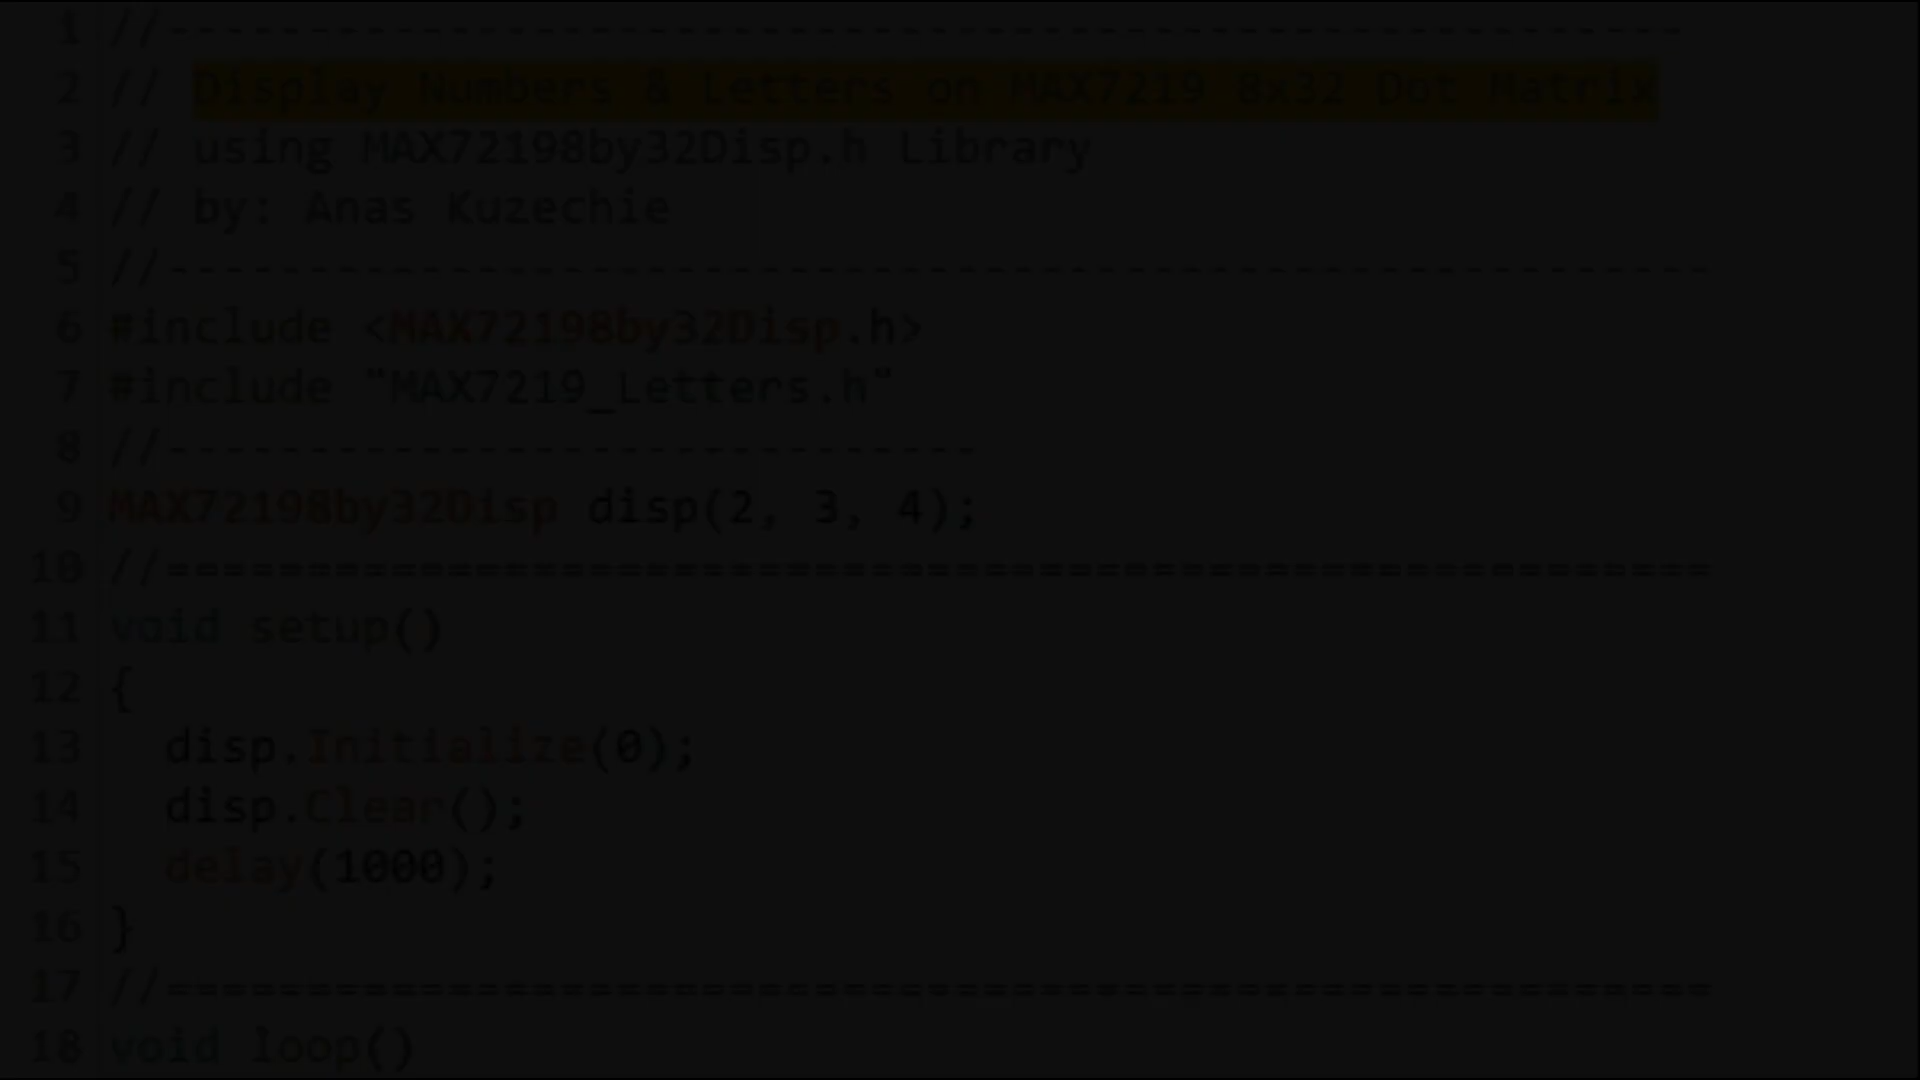 1 //------------------------------------------------------
2 // Display Numbers & Letters on MAX7219 8x32 Dot Matrix
3 // using MAX72198by32Disp.h Library
4 // by: Anas Kuzechie
5 //-------------------------------------------------------
6 #include <MAX72198by32Disp.h>
7 #include "MAX7219_Letters.h"
8 //-----------------------------
9 MAX72198by32Disp disp(2, 3, 4);
10 //=======================================================
11 void setup()
12 {
13 disp.Initialize(0);
14 disp.Clear();
15 delay(1000);
16 }
17 //=======================================================
18 void loop()